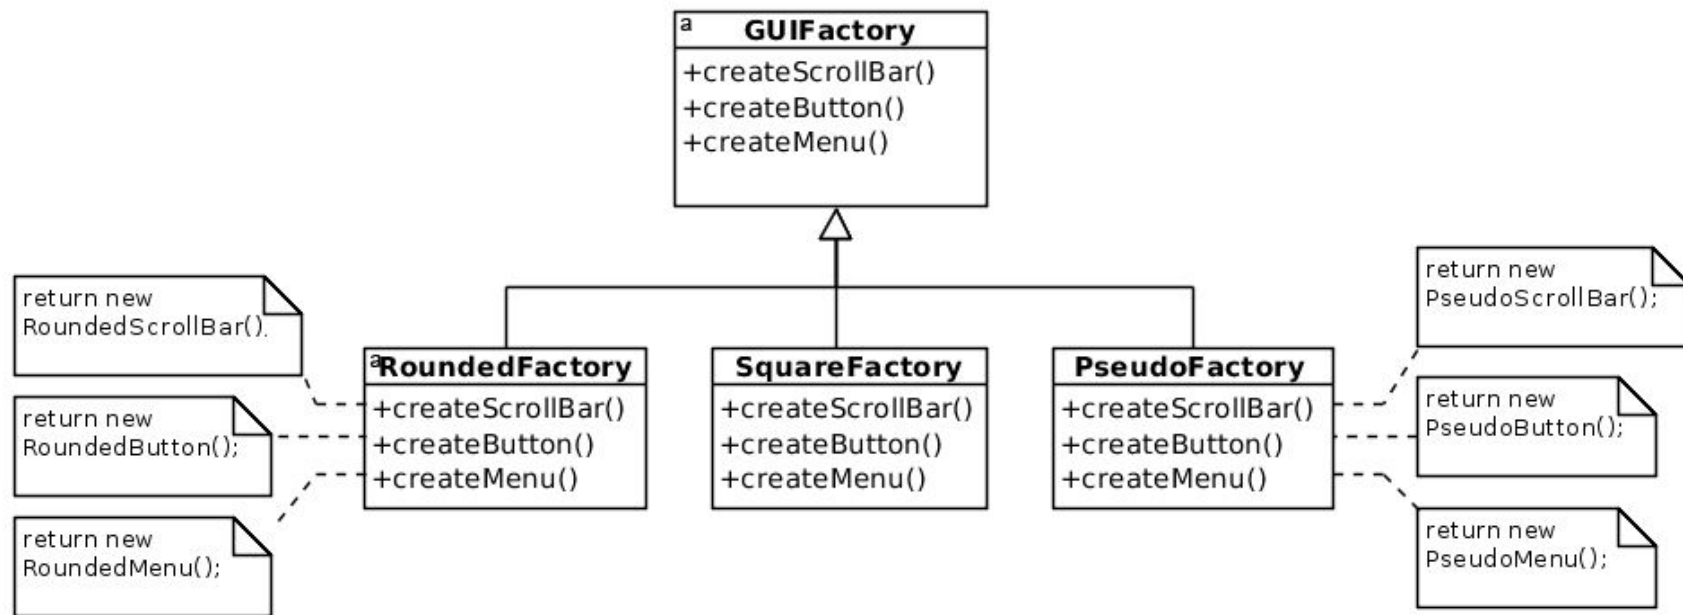 a
GUIFactory
+createScrollBar()
+createButton()
+createMenu()
return new
RoundedScrollBar().
return new
RoundedButton();
return new
RoundedMenu();
a
RoundedFactory
+createScrollBar()
+createButton()
+createMenu()
SquareFactory
+createScrollBar()
+createButton()
+createMenu()
PseudoFactory
+createScrollBar()
+createButton()
+createMenu()
return new
PseudoScrollBar();
return new
PseudoButton();
return new
PseudoMenu();